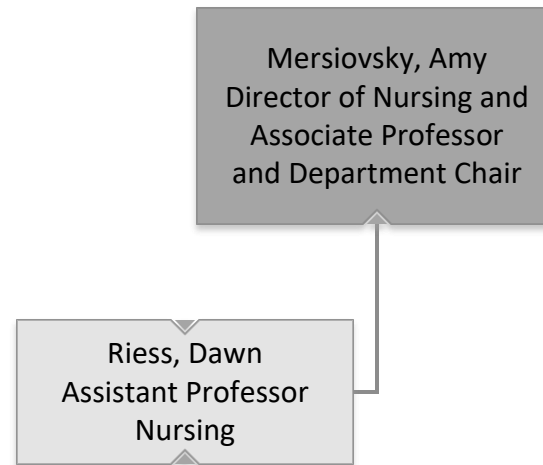 Mersiovsky, Amy
Director of Nursing and
Associate Professor
and Department Chair
Riess, Dawn
Assistant Professor
Nursing